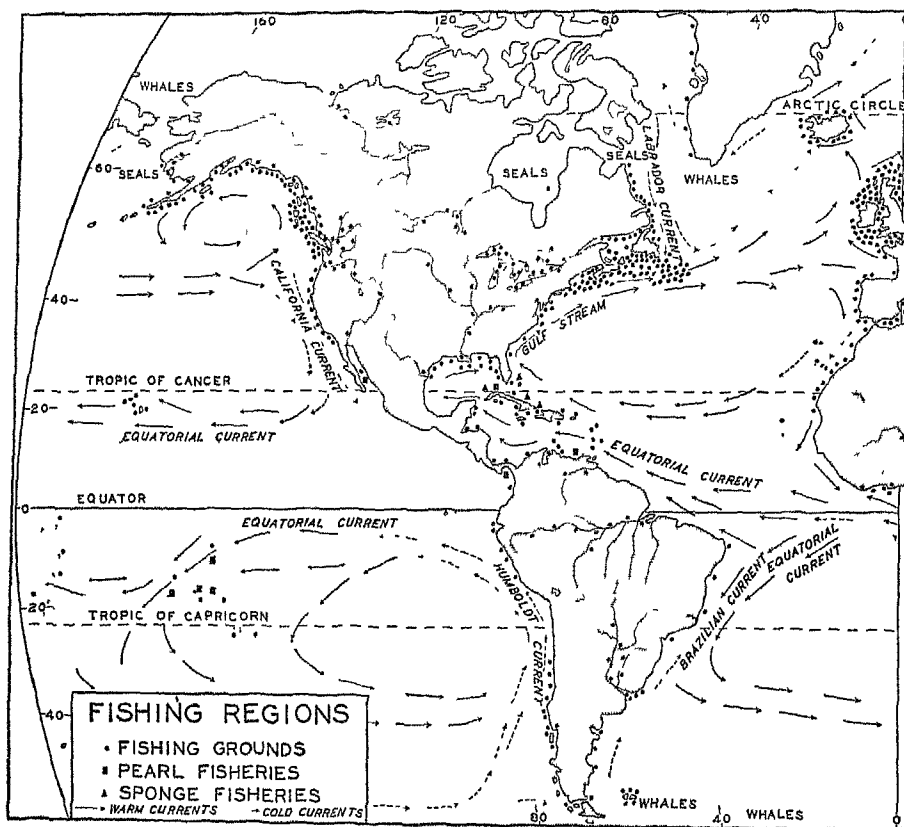 160
120
80
40
0
WHALES
ARCTIC CIRCLE
LABRADOR CURRENT
60
SEALS
SEALS
SEALS
WHALES
40
CALIFORNIA CURRENT
GULF STREAM
TROPIC OF CANCER
20
EQUATORIAL CURRENT
EQUATORIAL CURRENT
EQUATOR
0
EQUATORIAL CURRENT
EQUATORIAL CURRENT
HUMBOLDT CURRENT
BRAZILIAN CURRENT
20
TROPIC OF CAPRICORN
40
FISHING REGIONS
FISHING GROUNDS
PEARL FISHERIES
SPONGE FISHERIES
WARM CURRENTS
COLD CURRENTS
WHALES
WHALES
80
40
0